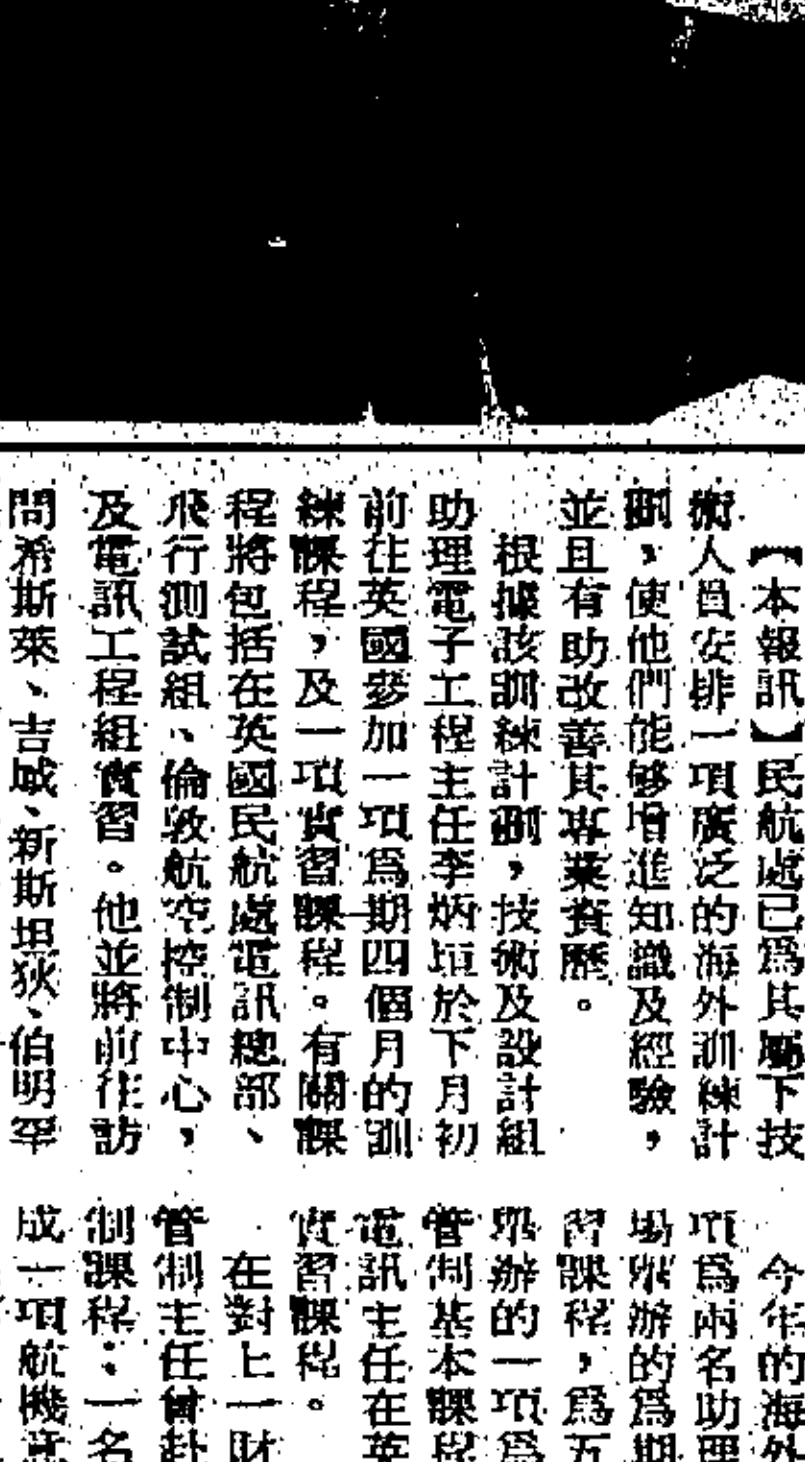 【本報訊】民航處已爲其屬下技
術人員安排一項廣泛的海外訓練計
劃，使他們能够增進知識及經驗，
並且有助改善其專業資歷。
根據該訓練計劃，技術及設計組
助理電子工程主任李炳垣於下月初
前往英國參加一項爲期四個月的訓
練課程，及一項實習課程。有關課
程將包括在英國民航處電訊總部、
飛行測試組、倫敦航空控制中心，
及電訊工程組實習。他並將前往訪
問希斯萊、吉城、新斯坦狄、伯明罕
今年的海外
項爲兩名助理
場舉辦的爲期
習課程，爲五
舉辦的一項爲
管制基本課程
電訊主任在英
實習課程。
在對上一財
管制主任曾赴
制課程：一名
成一項航機意